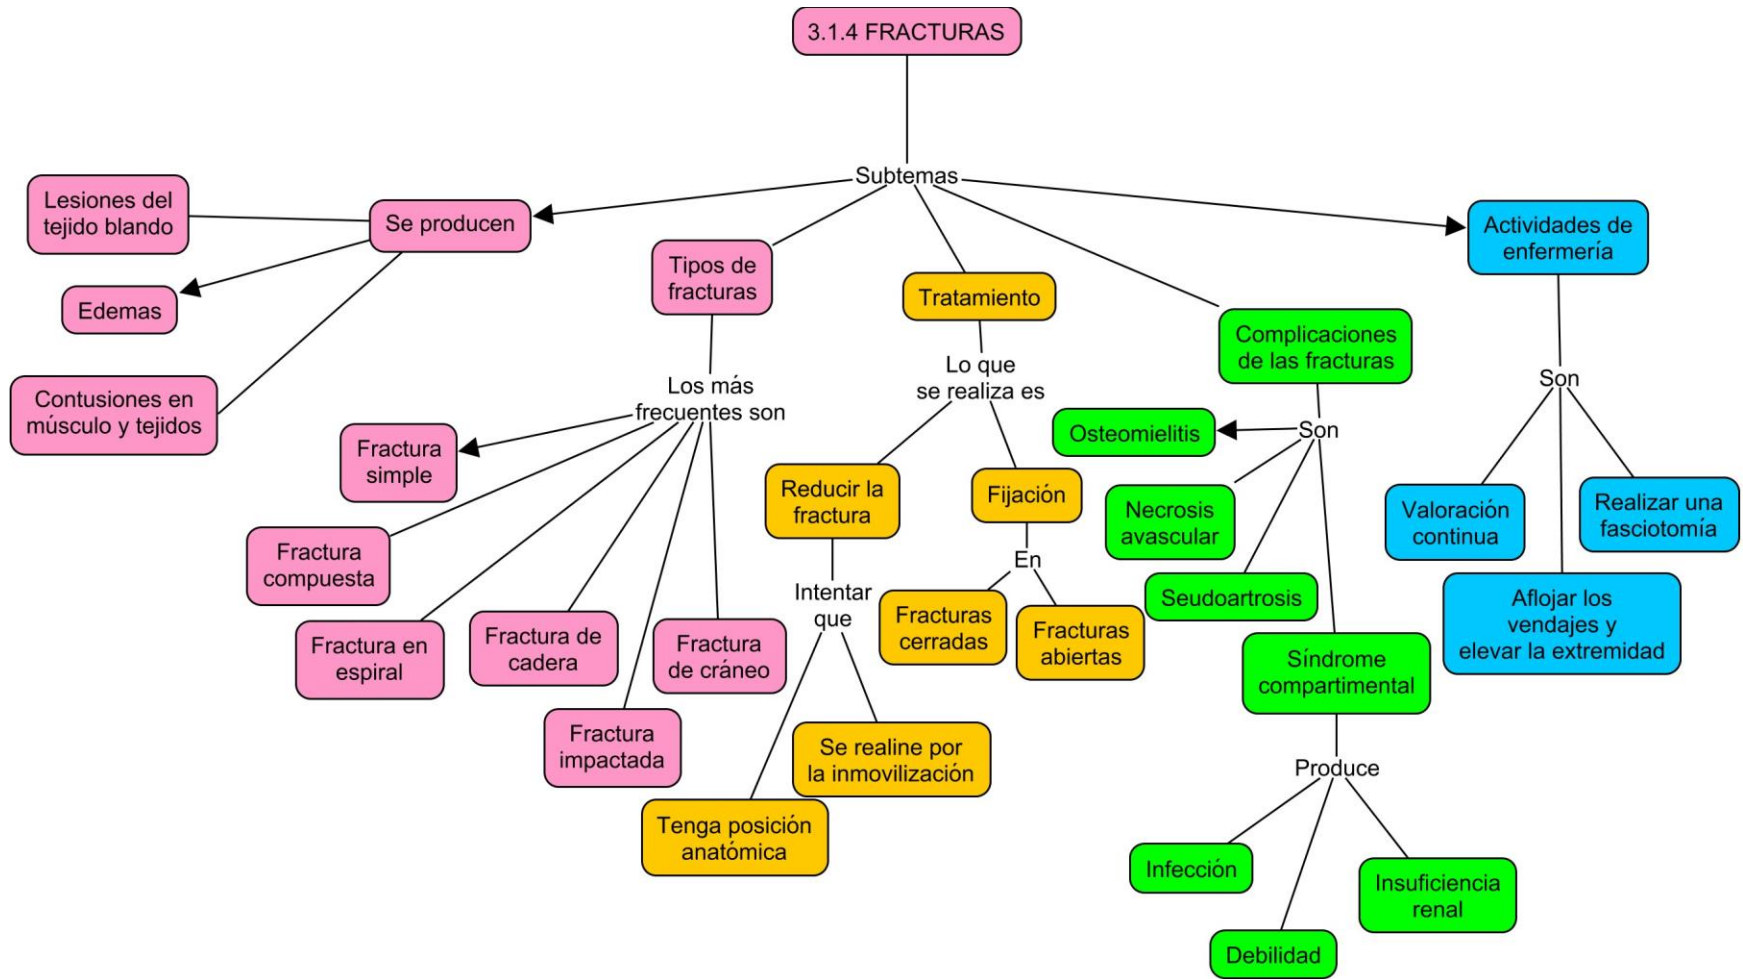 3.1.4 FRACTURAS
Subtemas
Lesiones del
tejido blando
Se producen
Edemas
Contusiones en
músculo y tejidos
Tipos de
fracturas
Los más
frecuentes son
Fractura
simple
Fractura
compuesta
Fractura en
espiral
Fractura de
cadera
Fractura
impactada
Fractura
de cráneo
Tratamiento
Lo que
se realiza es
Reducir la
fractura
Intentar
que
Tenga posición
anatómica
Se realine por
la inmovilización
Fijación
En
Fracturas
cerradas
Fracturas
abiertas
Complicaciones
de las fracturas
Son
Osteomielitis
Necrosis
avascular
Seudoartrosis
Síndrome
compartimental
Produce
Infección
Debilidad
Insuficiencia
renal
Actividades de
enfermería
Son
Valoración
continua
Aflojar los
vendajes y
elevar la extremidad
Realizar una
fasciotomía